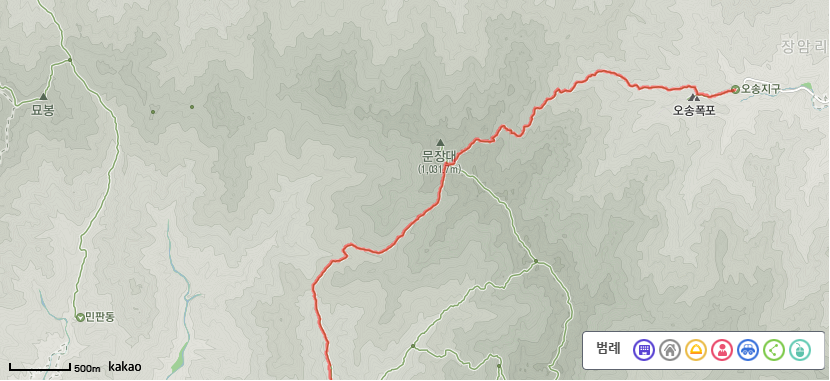 장암리
묘봉
오송지구
오송폭포
문장대
(1,031.7m)
민판동
범례
500m kakao